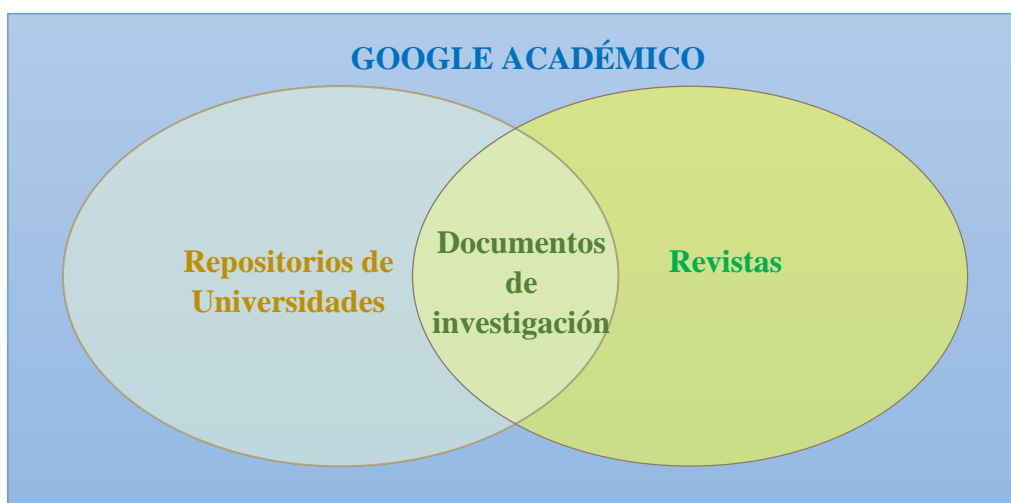 GOOGLE ACADÉMICO
Repositorios de
Universidades
Documentos
de
investigación
Revistas